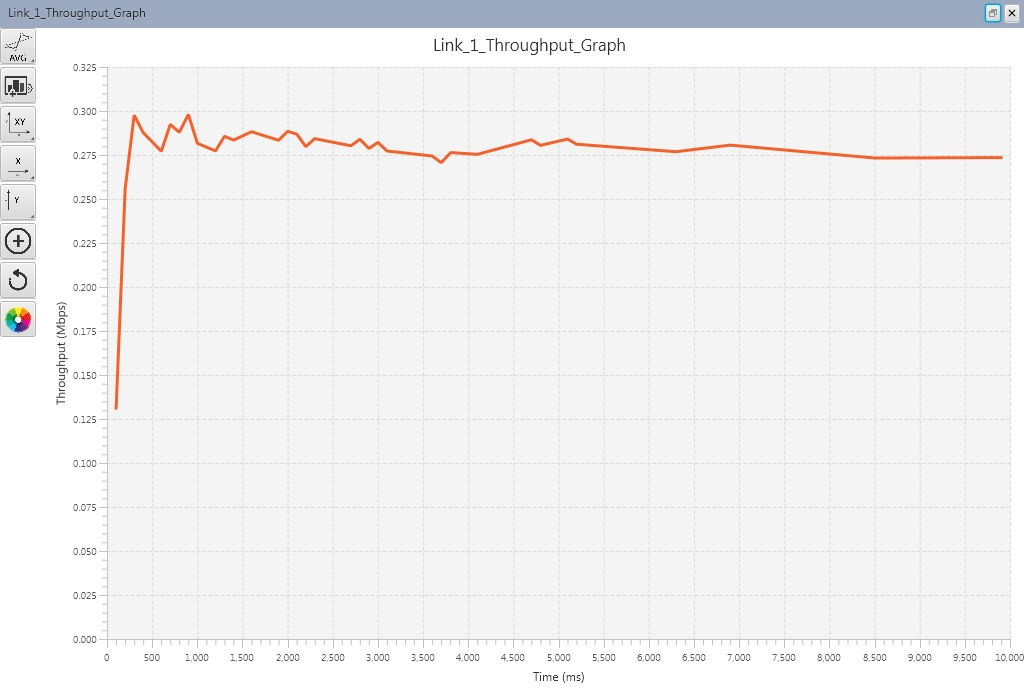 Link_1_Throughput_Graph
Link_1_Throughput_Graph
AVG
XY
X
Y
Throughput (Mbps)
0.325
0.300
0.275
0.250
0.225
0.200
0.175
0.150
0.125
0.100
0.075
0.050
0.025
0.000
0 500 1,000 1,500 2,000 2,500 3,000 3,500 4,000 4,500 5,000 5,500 6,000 6,500 7,000 7,500 8,000 8,500 9,000 9,500 10,000
Time (ms)